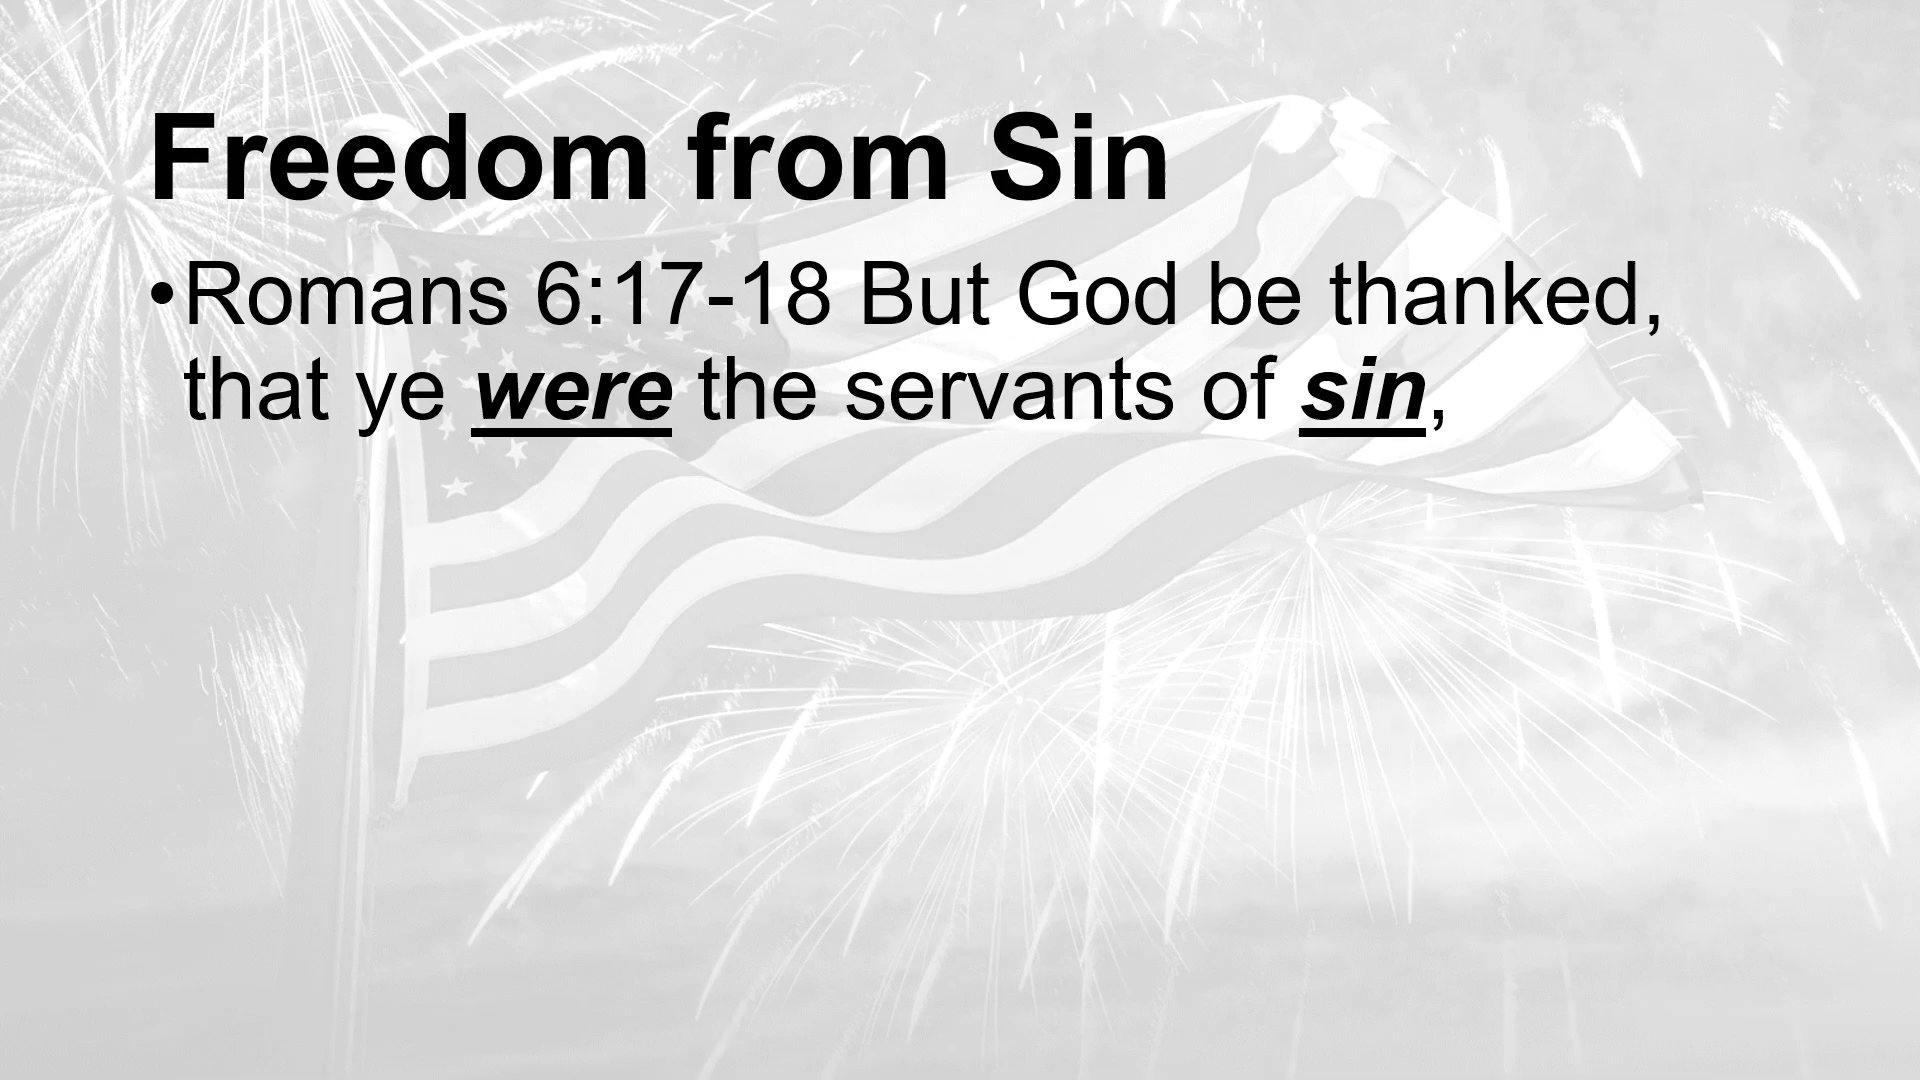 Freedom from Sin
•Romans 6:17-18 But God be thanked,
that ye were the servants of sin,